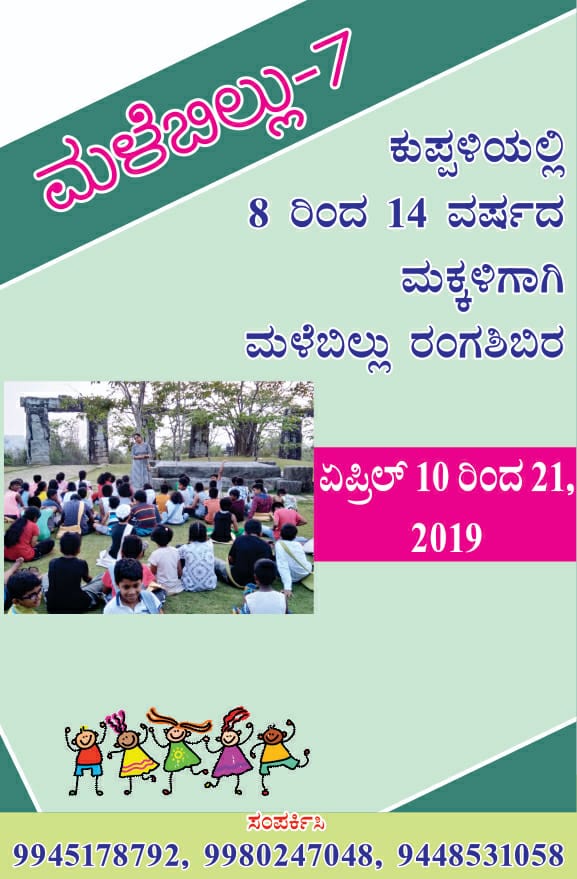 ಮಳೆಬಿಲ್ಲು-7
ಕುಪ್ಪಳಿಯಲ್ಲಿ
8 ರಿಂದ 14 ವರ್ಷದ
ಮಕ್ಕಳಿಗಾಗಿ
ಮಳೆಬಿಲ್ಲು ರಂಗಶಿಬಿರ
ಏಪ್ರಿಲ್ 10 ರಿಂದ 21,
2019
ಸಂಪರ್ಕಿಸಿ
9945178792, 9980247048, 9448531058